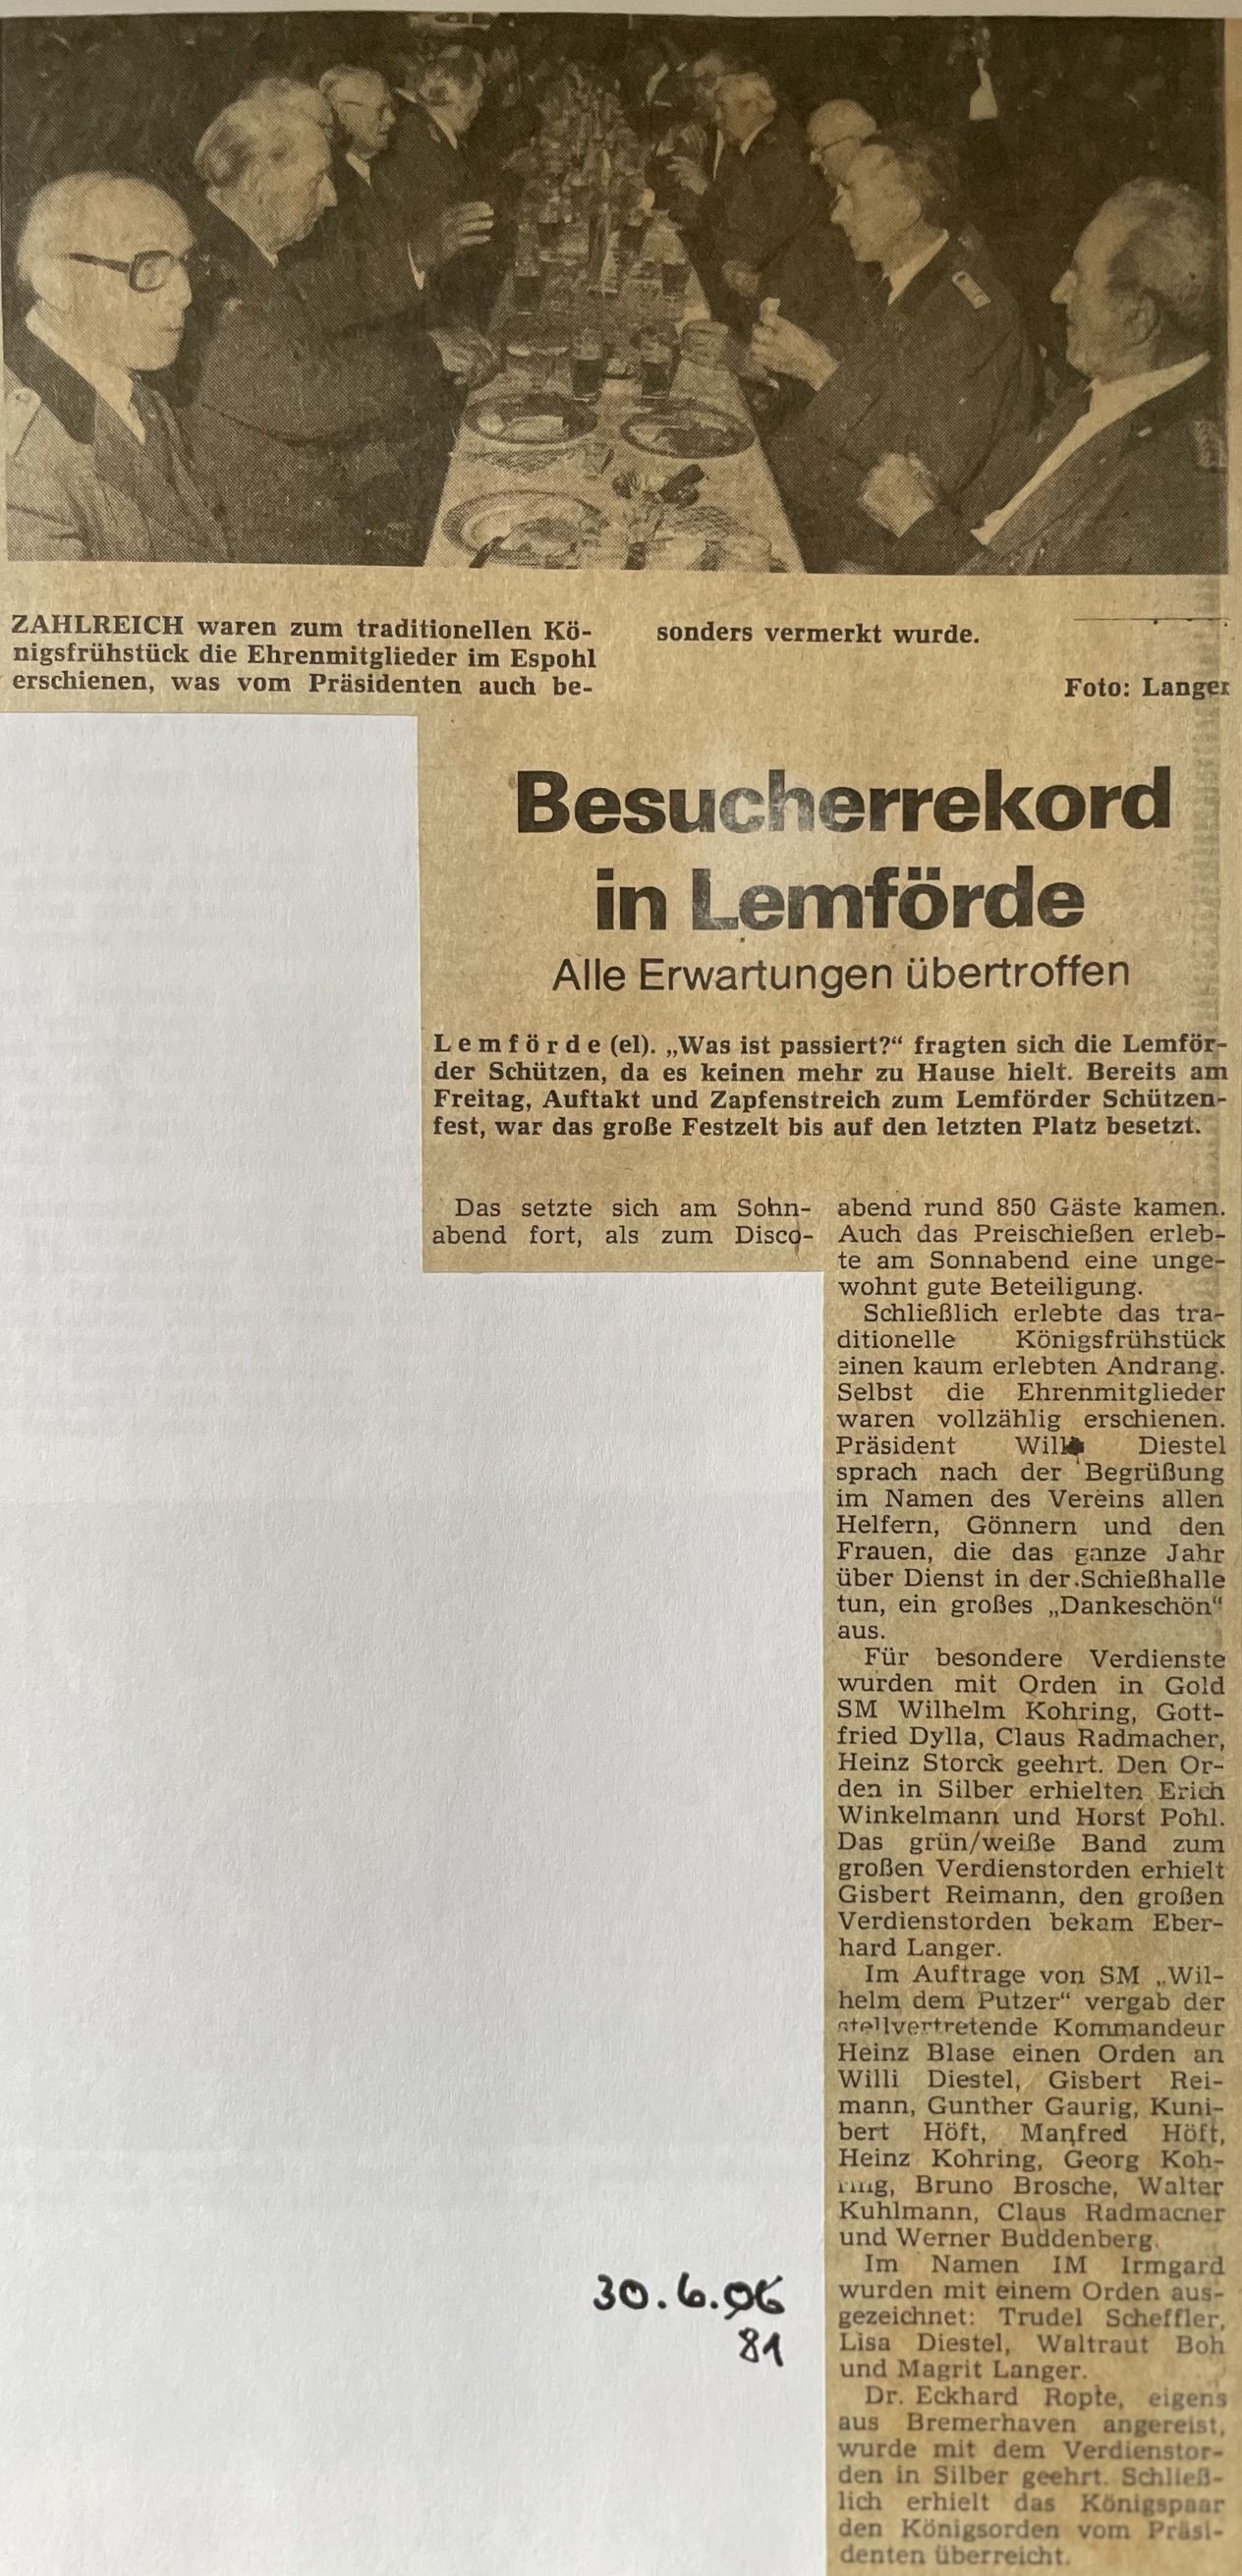 ZAHLREICH waren zum traditionellen Kö-
nigsfrühstück die Ehrenmitglieder im Espohl
erschienen, was vom Präsidenten auch be-
sonders vermerkt wurde.
Foto: Langer
Besucherrekord
in Lemförde
Alle Erwartungen übertroffen
Lemförde (el). „Was ist passiert?“ fragten sich die Lemför-
der Schützen, da es keinen mehr zu Hause hielt. Bereits am
Freitag, Auftakt und Zapfenstreich zum Lemförder Schützen-
fest, war das große Festzelt bis auf den letzten Platz besetzt.
Das setzte sich am Sohn-
abend fort, als zum Disco-
abend rund 850 Gäste kamen.
Auch das Preischießen erleb-
te am Sonnabend eine unge-
wohnt gute Beteiligung.
Schließlich erlebte das tra-
ditionelle Königsfrühstück
einen kaum erlebten Andrang.
Selbst die Ehrenmitglieder
waren vollzählig erschienen.
Präsident Willi Diestel
sprach nach der Begrüßung
im Namen des Vereins allen
Helfern, Gönnern und den
Frauen, die das ganze Jahr
über Dienst in der Schießhalle
tun, ein großes „Dankeschön“
aus.
Für besondere Verdienste
wurden mit Orden in Gold
SM Wilhelm Kohring, Gott-
fried Dylla, Claus Radmacher,
Heinz Storck geehrt. Den Or-
den in Silber erhielten Erich
Winkelmann und Horst Pohl.
Das grün/weiße Band zum
großen Verdienstorden erhielt
Gisbert Reimann, den großen
Verdienstorden bekam Eber-
hard Langer.
Im Auftrage von SM „Wil-
helm dem Putzer“ vergab der
stellvertretende Kommandeur
Heinz Blase einen Orden an
Willi Diestel, Gisbert Rei-
mann, Gunther Gaurig, Kuni-
bert Höft, Manfred Höft,
Heinz Kohring, Georg Koh-
ring, Bruno Brosche, Walter
Kuhlmann, Claus Radmacher
und Werner Buddenberg.
Im Namen IM Irmgard
wurden mit einem Orden aus-
gezeichnet: Trudel Scheffler,
Lisa Diestel, Waltraut Boh
und Magrit Langer.
Dr. Eckhard Ropte, eigens
aus Bremerhaven angereist,
wurde mit dem Verdienstor-
den in Silber geehrt. Schließ-
lich erhielt das Königspaar
den Königsorden vom Präsi-
denten überreicht.
30.6.06
81